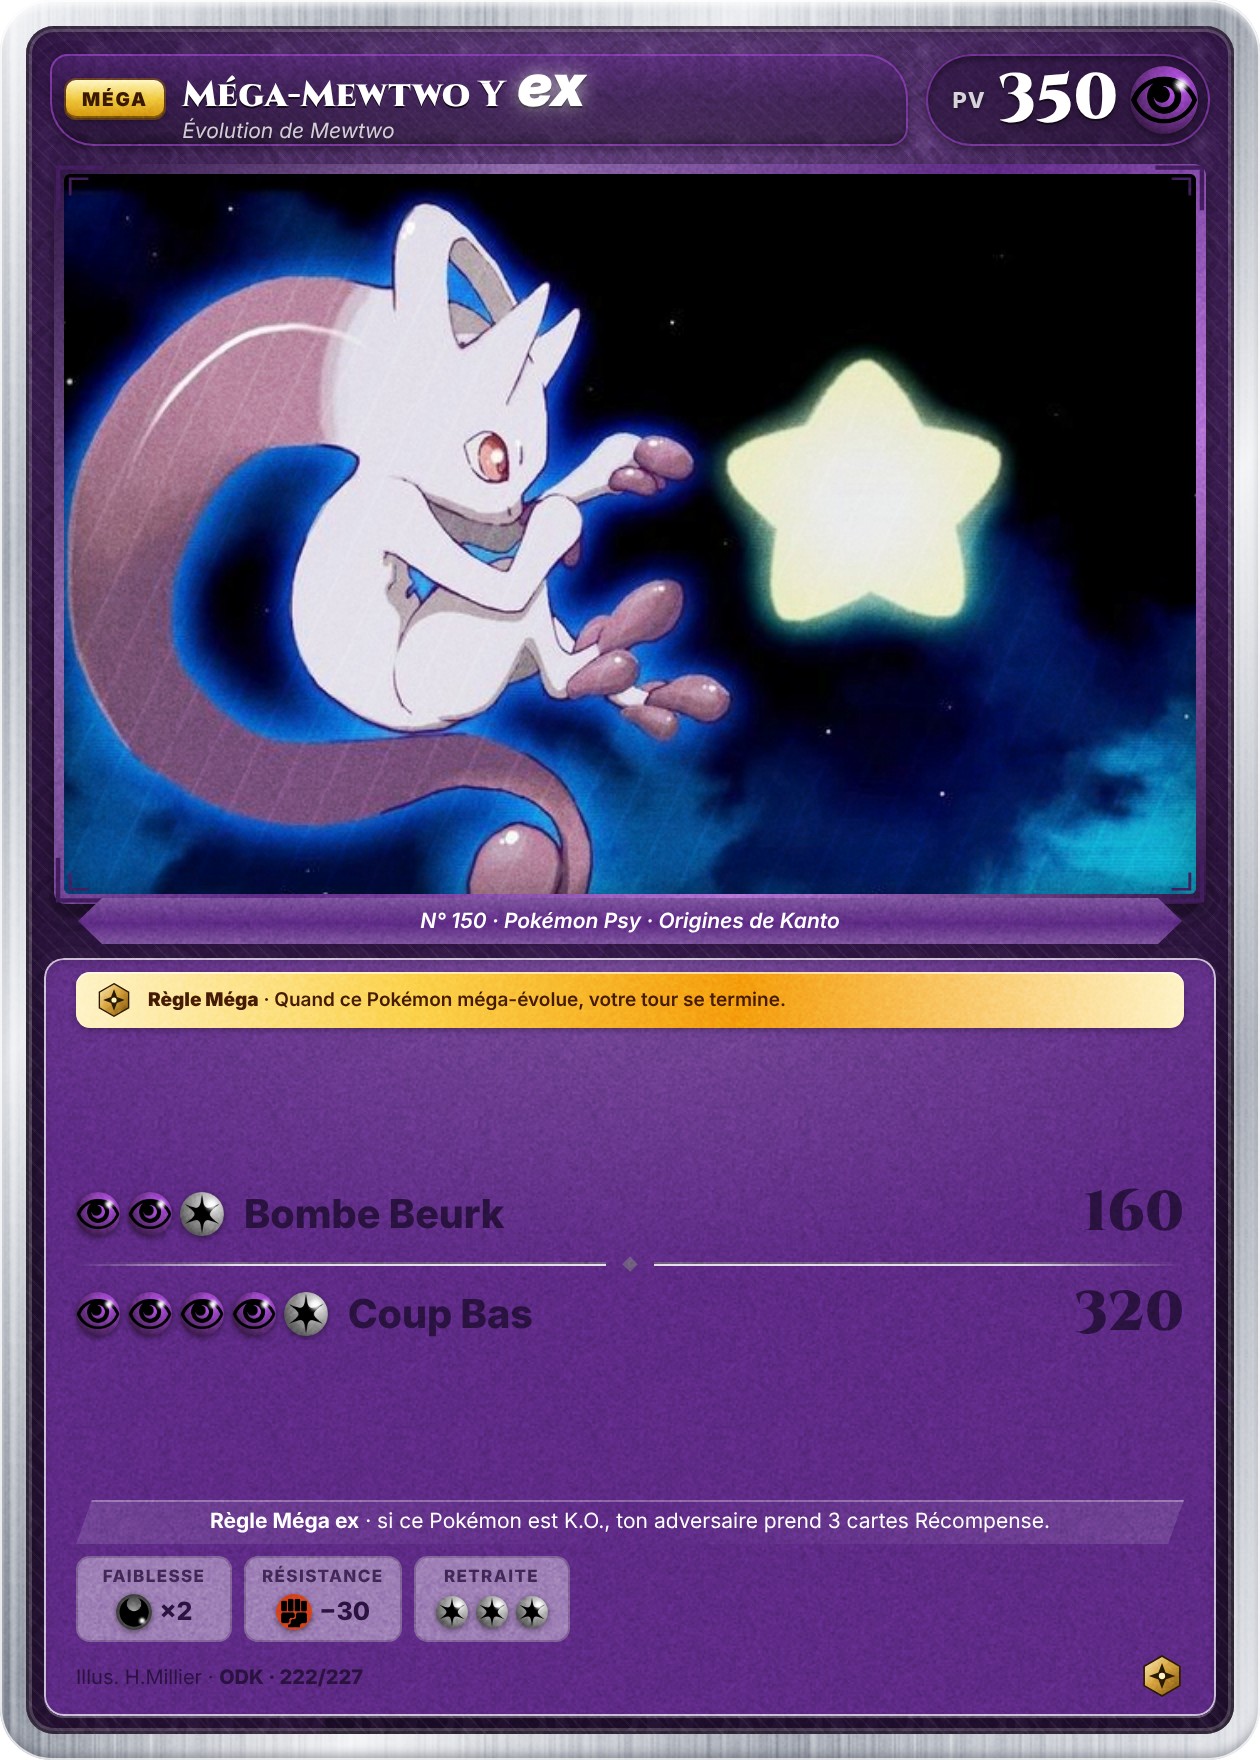 MÉGA
Méga-Mewtwo Y ex
Évolution de Mewtwo
PV 350
N° 150 · Pokémon Psy · Origines de Kanto
Règle Méga · Quand ce Pokémon méga-évolue, votre tour se termine.
Bombe Beurk 160
Coup Bas 320
Règle Méga ex · si ce Pokémon est K.O., ton adversaire prend 3 cartes Récompense.
FAIBLESSE
×2
RÉSISTANCE
−30
RETRAITE
Illus. H.Millier · ODK · 222/227